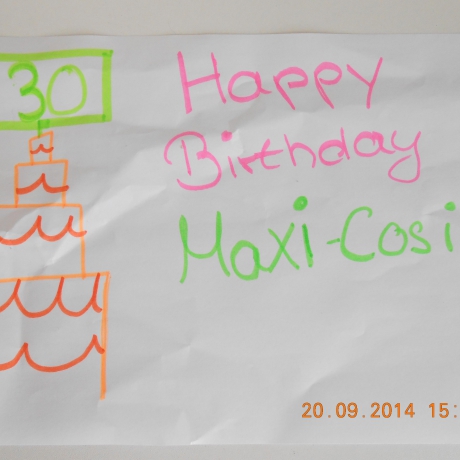 30
Happy
Birthday
Maxi-Cosi
20.09.2014 15: